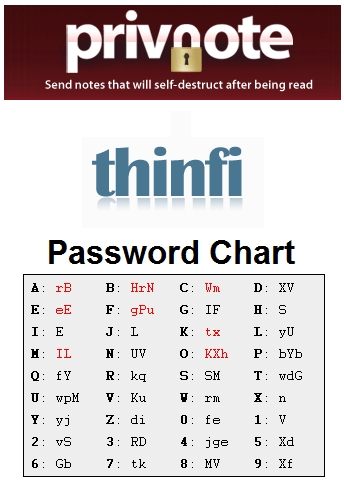 privnote
Send notes that will self-destruct after being read
thinfi
Password Chart
A: rB B: HrN C: Wm D: XV
E: eE F: gPu G: IF H: S
I: E J: L K: tx L: yU
M: IL N: UV O: KXh P: bYb
Q: fY R: kq S: SM T: wdG
U: wpM V: Ku W: rm X: n
Y: yj Z: di 0: fe 1: V
2: vS 3: RD 4: jge 5: Xd
6: Gb 7: tk 8: MV 9: Xf